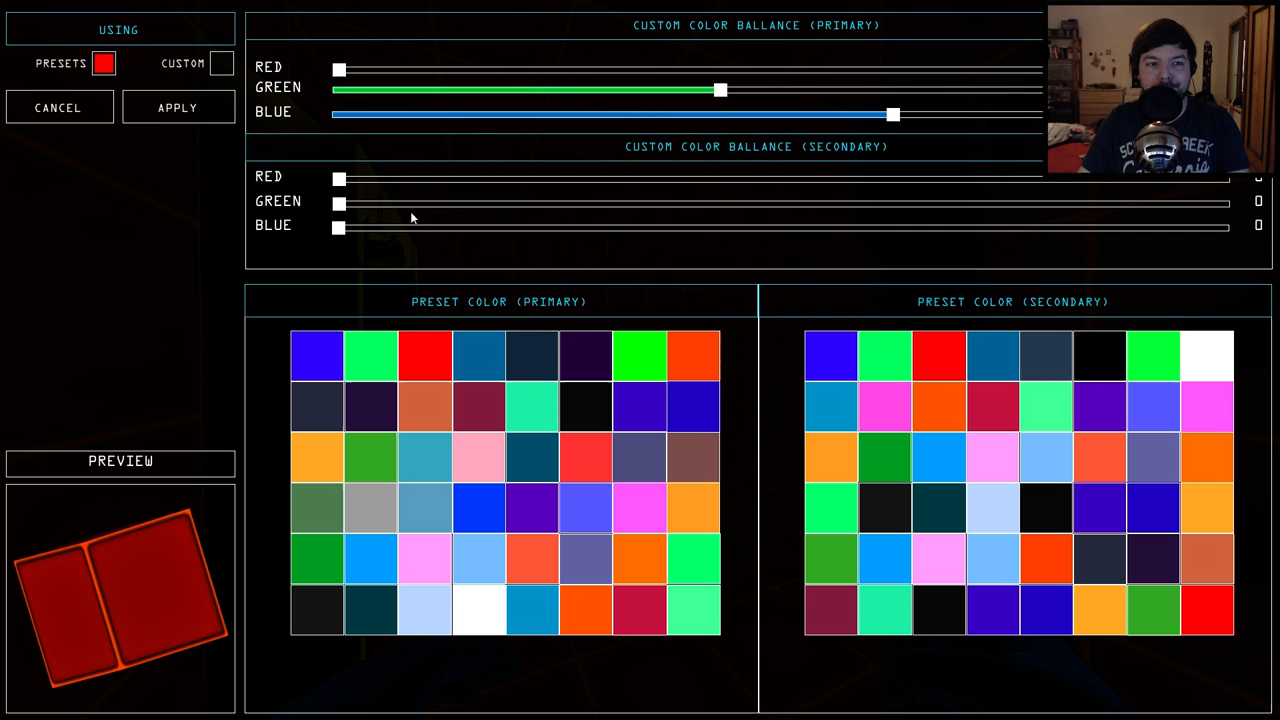 USING
PRESETS CUSTOM
CANCEL APPLY
CUSTOM COLOR BALLANCE (PRIMARY)
RED
GREEN
BLUE
CUSTOM COLOR BALLANCE (SECONDARY)
RED
GREEN 0
BLUE 0
PRESET COLOR (PRIMARY) PRESET COLOR (SECONDARY)
PREVIEW